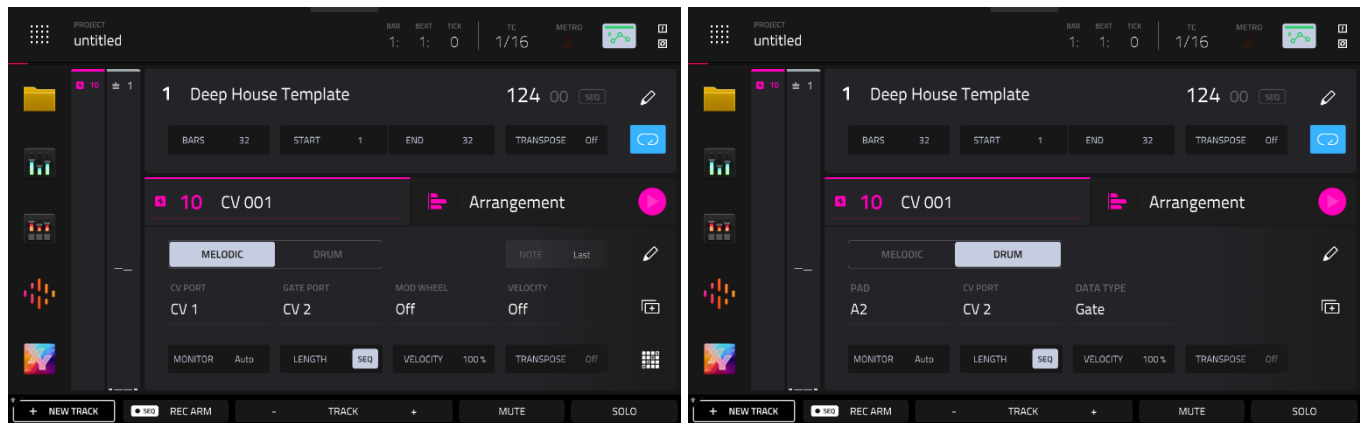 PROJECT BAR BEAT TICK TC METRO
untitled 1: 1: 0 1/16
10 1
1 Deep House Template 124 00 SEQ
BARS 32 START 1 END 32 TRANSPOSE Off
10 CV 001 Arrangement
MELODIC DRUM NOTE Last
CV PORT GATE PORT MOD WHEEL VELOCITY
CV 1 CV 2 Off Off
MONITOR Auto LENGTH SEQ VELOCITY 100 % TRANSPOSE Off
XY
+ NEW TRACK SEQ REC ARM - TRACK + MUTE SOLO
PROJECT BAR BEAT TICK TC METRO
untitled 1: 1: 0 1/16
10 1
1 Deep House Template 124 00 SEQ
BARS 32 START 1 END 32 TRANSPOSE Off
10 CV 001 Arrangement
MELODIC DRUM
PAD CV PORT DATA TYPE
A2 CV 2 Gate
MONITOR Auto LENGTH SEQ VELOCITY 100 % TRANSPOSE Off
XY
+ NEW TRACK SEQ REC ARM - TRACK + MUTE SOLO